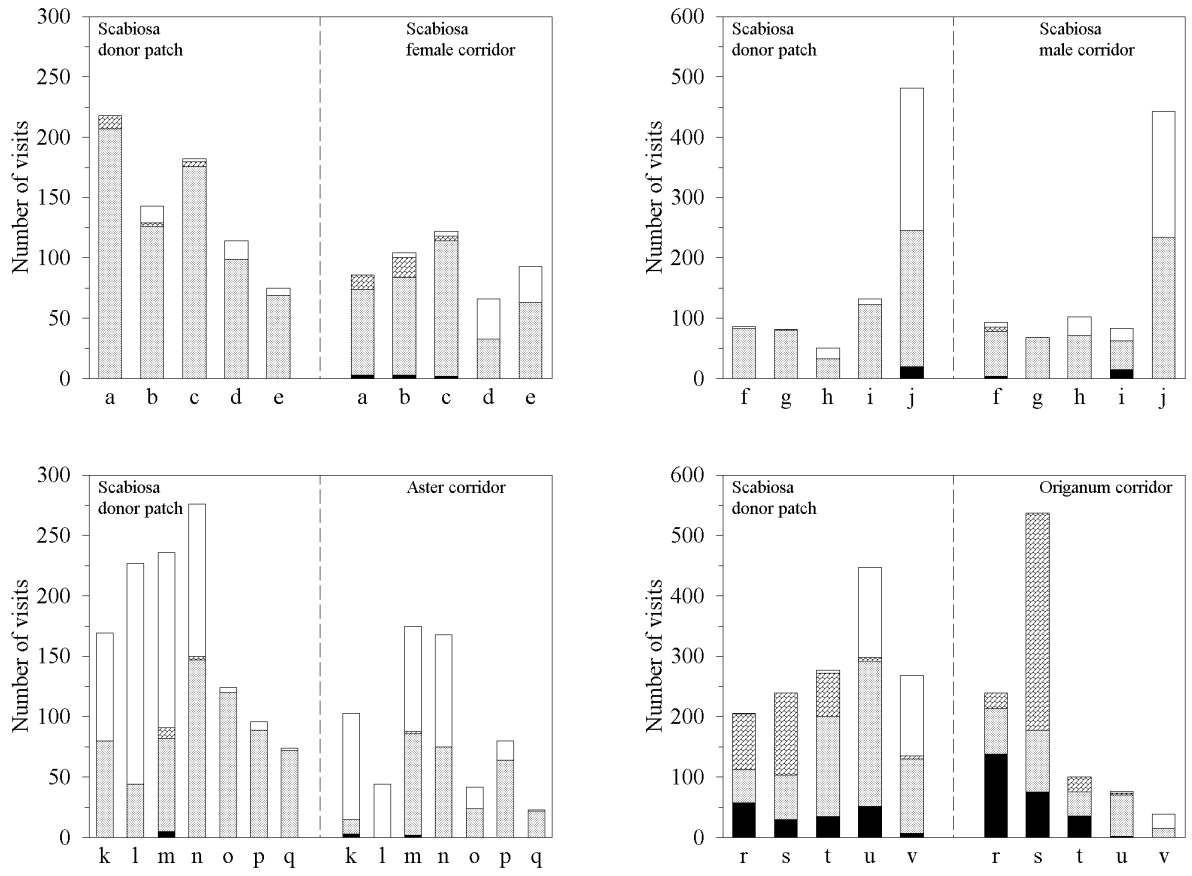 Scabiosa
donor patch
Scabiosa
female corridor
Number of visits
300
250
200
150
100
50
0
a b c d e a b c d e
Scabiosa
donor patch
Scabiosa
male corridor
Number of visits
600
500
400
300
200
100
0
f g h i j f g h i j
Scabiosa
donor patch
Aster corridor
Number of visits
300
250
200
150
100
50
0
k l m n o p q k l m n o p q
Scabiosa
donor patch
Origanum corridor
Number of visits
600
500
400
300
200
100
0
r s t u v r s t u v